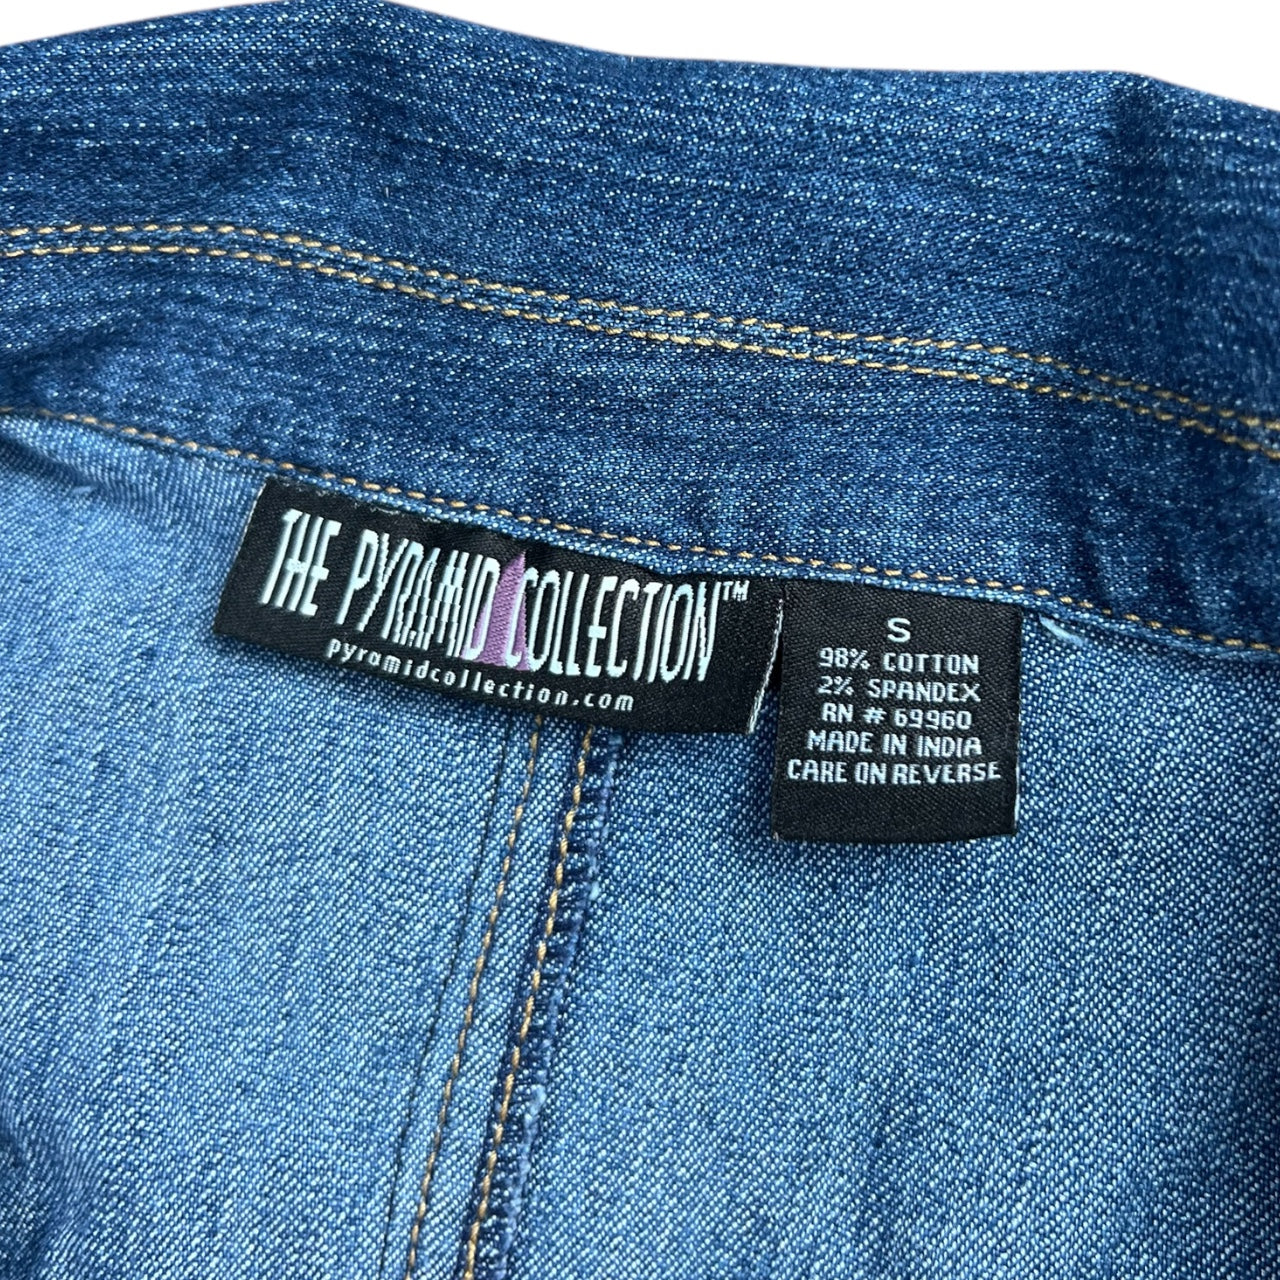 THE PYRAMID COLLECTION™
pyramidcollection.com
S
98% COTTON
2% SPANDEX
RN # 69960
MADE IN INDIA
CARE ON REVERSE